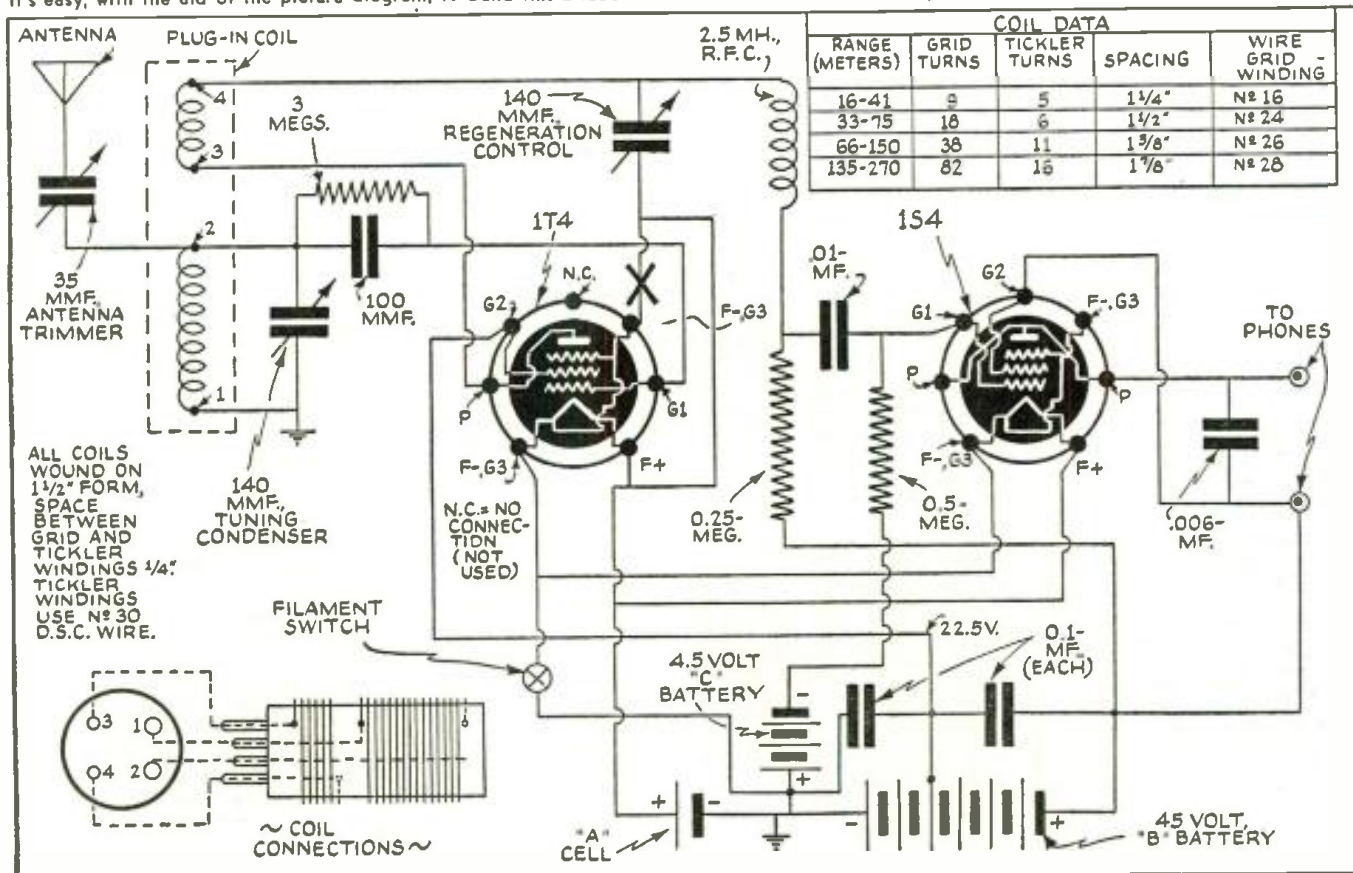 ANTENNA
PLUG-IN COIL
4
3
2
1
3
MEGS.
35
MMF.
ANTENNA
TRIMMER
100
MMF.
140
MMF.,
TUNING
CONDENSER
140
MMF.
REGENERATION
CONTROL
2.5 MH.,
R.F.C.,
COIL DATA
RANGE (METERS) GRID TURNS TICKLER TURNS SPACING WIRE GRID - WINDING
16-41 9 5 1 1/4" Nº 16
33-75 18 6 1 1/2" Nº 24
66-150 38 11 1 3/8" Nº 26
135-270 82 16 1 7/8" Nº 28
1T4
N.C.
G2
F-,G3
P
G1
F-,G3
F+
N.C.= NO
CONNEC-
TION
(NOT
USED)
.01-
MF.
1S4
G2
G1
F-,G3
P
P
F-,G3
F+
TO
PHONES
0.25-
MEG.
0.5-
MEG.
.006-
MF.
ALL COILS
WOUND ON
1 1/2" FORM,
SPACE
BETWEEN
GRID AND
TICKLER
WINDINGS 1/4".
TICKLER
WINDINGS
USE Nº 30
D.S.C. WIRE.
FILAMENT
SWITCH
4.5 VOLT
"C"
BATTERY
-
+
22.5V.
0.1-
MF.
(EACH)
3
1
4
2
~ COIL
CONNECTIONS ~
+ -
"A"
CELL
- +
45 VOLT,
"B" BATTERY